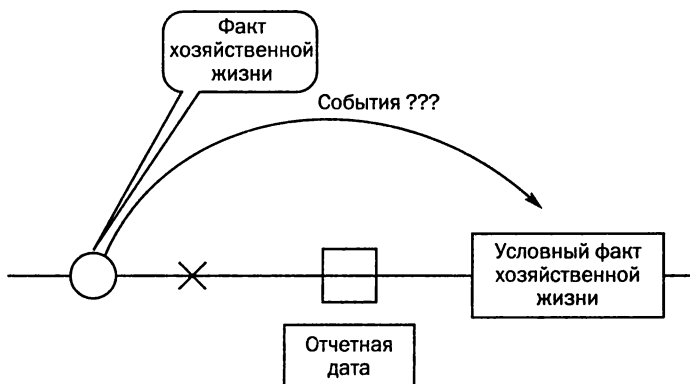 Факт
хозяйственной
жизни
События ???
Условный факт
хозяйственной
жизни
Отчетная
дата